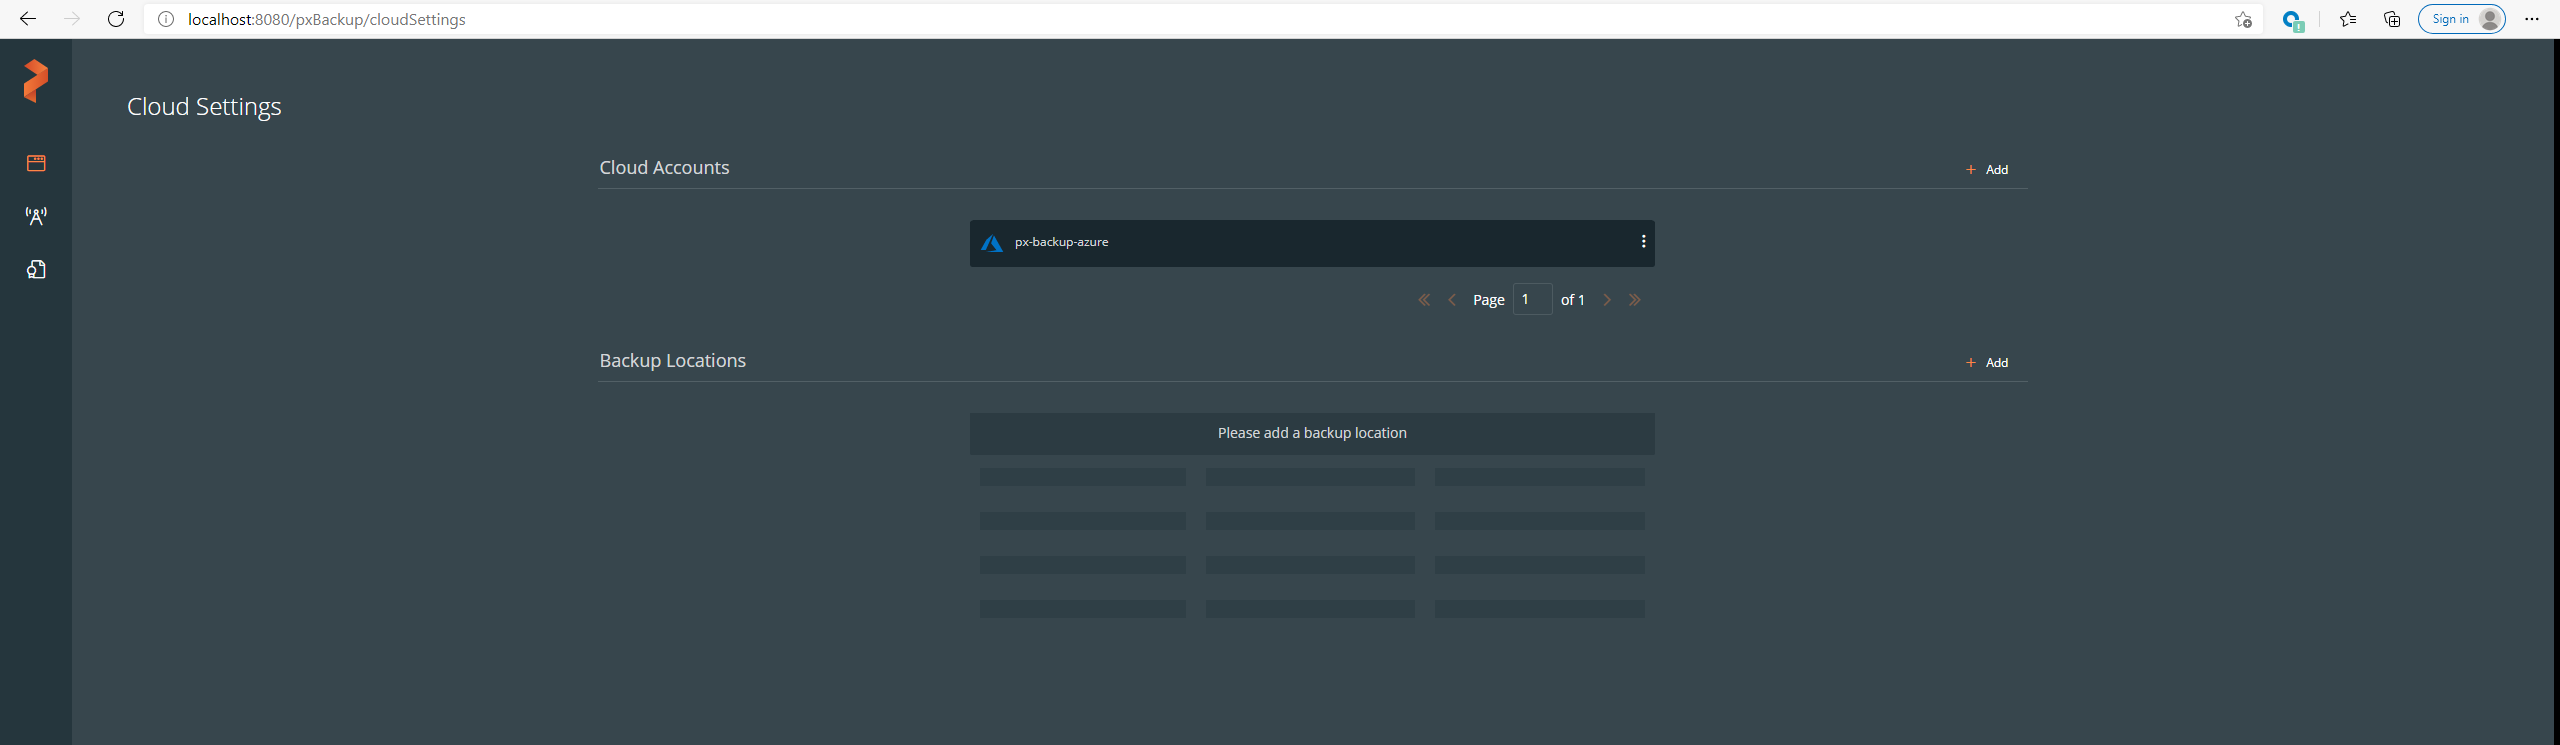 localhost:8080/pxBackup/cloudSettings
Sign in
Cloud Settings
Cloud Accounts
+ Add
px-backup-azure
Page 1 of 1
Backup Locations
+ Add
Please add a backup location